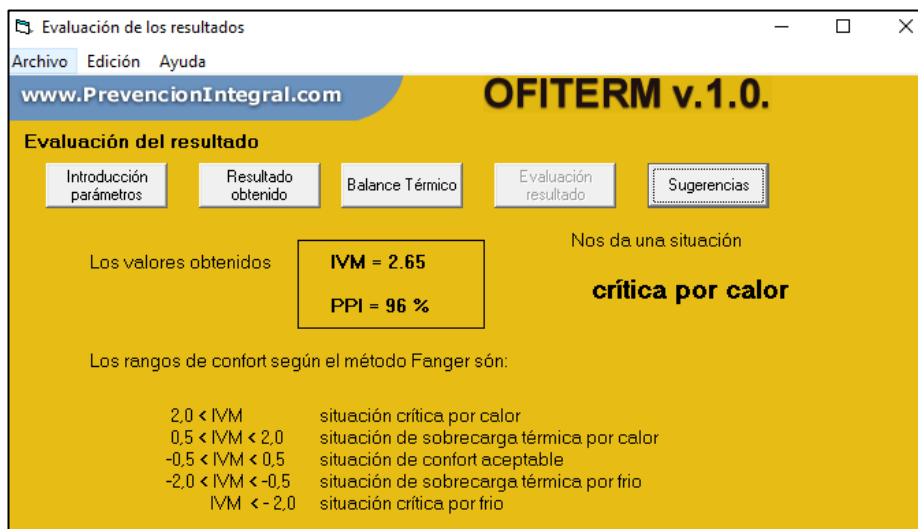 Evaluación de los resultados
Archivo Edición Ayuda
www.PrevencionIntegral.com
OFITERM v.1.0.
Evaluación del resultado
Introducción parámetros
Resultado obtenido
Balance Térmico
Evaluación resultado
Sugerencias
Los valores obtenidos
IVM = 2.65
PPI = 96 %
Nos da una situación
crítica por calor
Los rangos de confort según el método Fanger són:
2,0 < IVM situación crítica por calor
0,5 < IVM < 2,0 situación de sobrecarga térmica por calor
-0,5 < IVM < 0,5 situación de confort aceptable
-2,0 < IVM < -0,5 situación de sobrecarga térmica por frio
IVM < - 2,0 situación crítica por frio